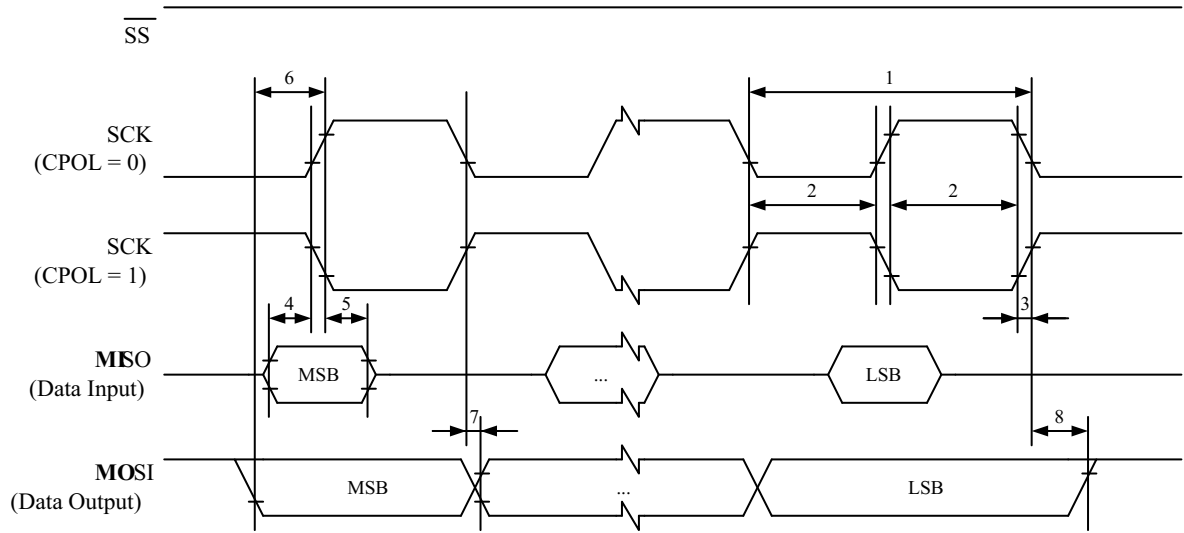 SS
6
1
SCK
(CPOL = 0)
2
2
SCK
(CPOL = 1)
4
5
3
MISO
(Data Input)
MSB
...
LSB
7
8
MOSI
(Data Output)
MSB
...
LSB